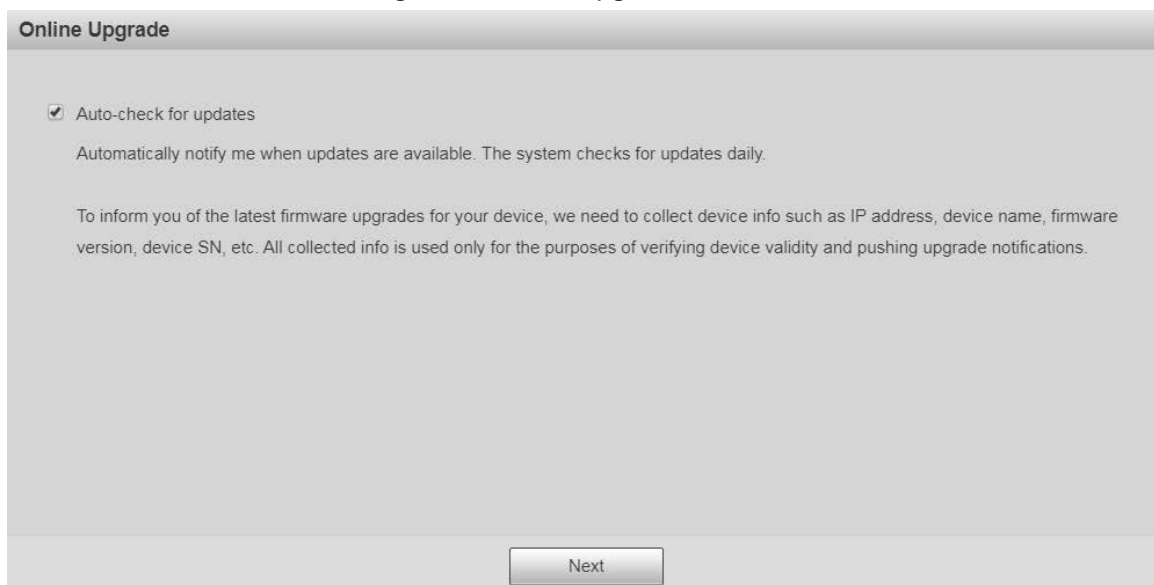 Online Upgrade
Auto-check for updates
Automatically notify me when updates are available. The system checks for updates daily.
To inform you of the latest firmware upgrades for your device, we need to collect device info such as IP address, device name, firmware
version, device SN, etc. All collected info is used only for the purposes of verifying device validity and pushing upgrade notifications.
Next